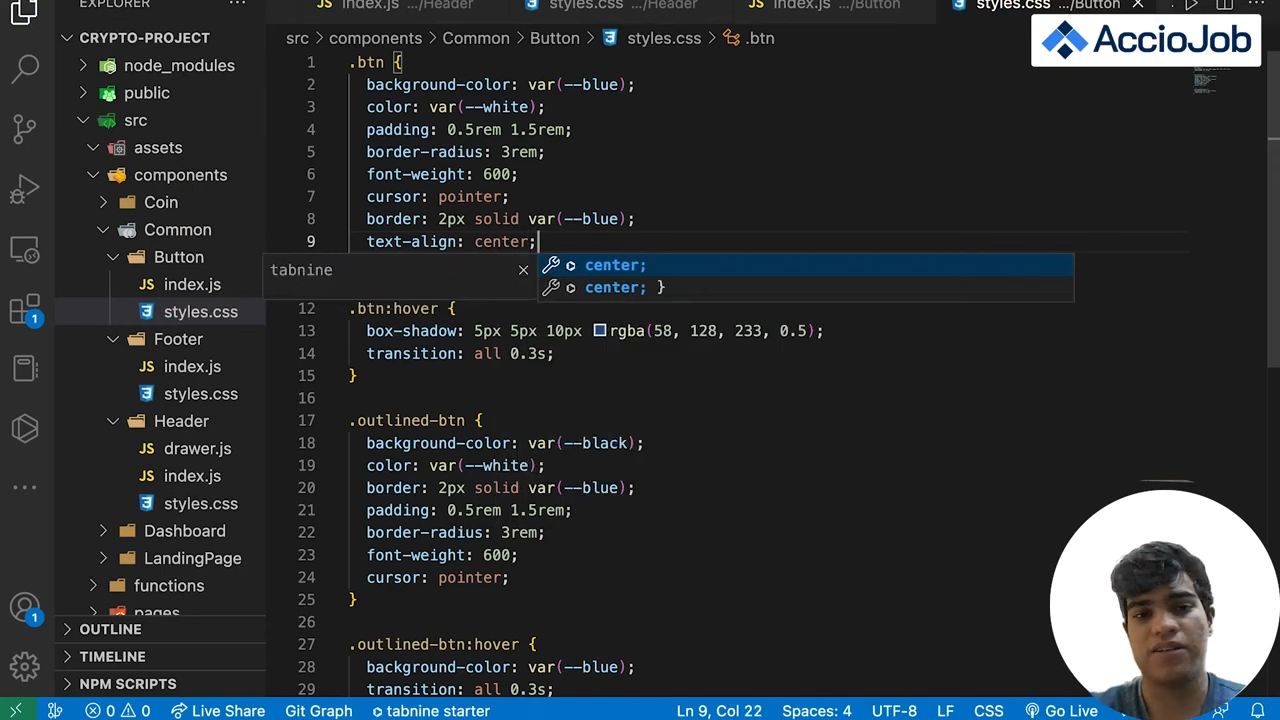 EXPLORER
index.js .../Header
styles.css .../Header
index.js .../Button
styles.css .../Button
AccioJob
CRYPTO-PROJECT
node_modules
public
src
assets
components
Coin
Common
Button
JS index.js
styles.css
Footer
JS index.js
styles.css
Header
JS drawer.js
JS index.js
styles.css
Dashboard
LandingPage
functions
pages
OUTLINE
TIMELINE
NPM SCRIPTS
1
1
src > components > Common > Button > styles.css > .btn
1 .btn {
2 background-color: var(--blue);
3 color: var(--white);
4 padding: 0.5rem 1.5rem;
5 border-radius: 3rem;
6 font-weight: 600;
7 cursor: pointer;
8 border: 2px solid var(--blue);
9 text-align: center;
tabnine
center;
center; }
12 .btn:hover {
13 box-shadow: 5px 5px 10px rgba(58, 128, 233, 0.5);
14 transition: all 0.3s;
15 }
16
17 .outlined-btn {
18 background-color: var(--black);
19 color: var(--white);
20 border: 2px solid var(--blue);
21 padding: 0.5rem 1.5rem;
22 border-radius: 3rem;
23 font-weight: 600;
24 cursor: pointer;
25 }
26
27 .outlined-btn:hover {
28 background-color: var(--blue);
29 transition: all 0.3s;
0 0 Live Share Git Graph tabnine starter Ln 9, Col 22 Spaces: 4 UTF-8 LF CSS Go Live